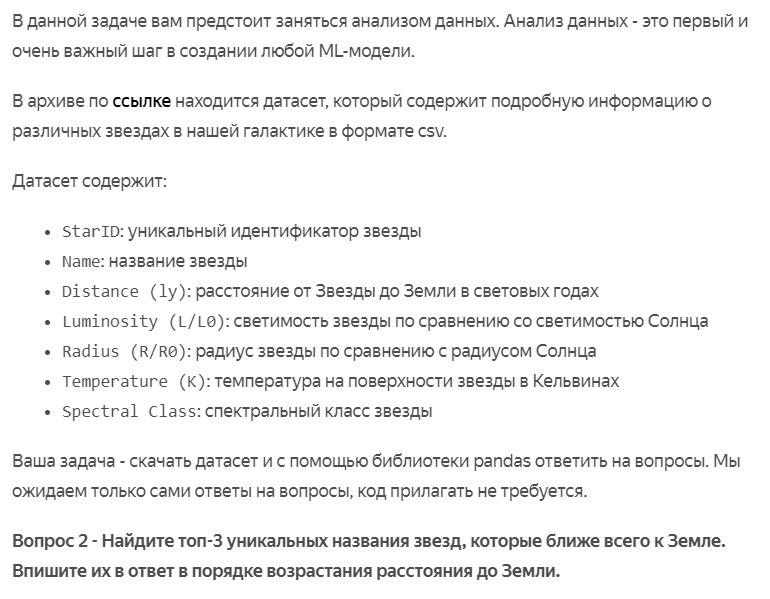 В данной задаче вам предстоит заняться анализом данных. Анализ данных - это первый и
очень важный шаг в создании любой ML-модели.
В архиве по ссылке находится датасет, который содержит подробную информацию о
различных звездах в нашей галактике в формате csv.
Датасет содержит:
• StarID: уникальный идентификатор звезды
• Name: название звезды
• Distance (ly): расстояние от Звезды до Земли в световых годах
• Luminosity (L/L0): светимость звезды по сравнению со светимостью Солнца
• Radius (R/R0): радиус звезды по сравнению с радиусом Солнца
• Temperature (K): температура на поверхности звезды в Кельвинах
• Spectral Class: спектральный класс звезды
Ваша задача - скачать датасет и с помощью библиотеки pandas ответить на вопросы. Мы
ожидаем только сами ответы на вопросы, код прилагать не требуется.
Вопрос 2 - Найдите топ-3 уникальных названия звезд, которые ближе всего к Земле.
Впишите их в ответ в порядке возрастания расстояния до Земли.